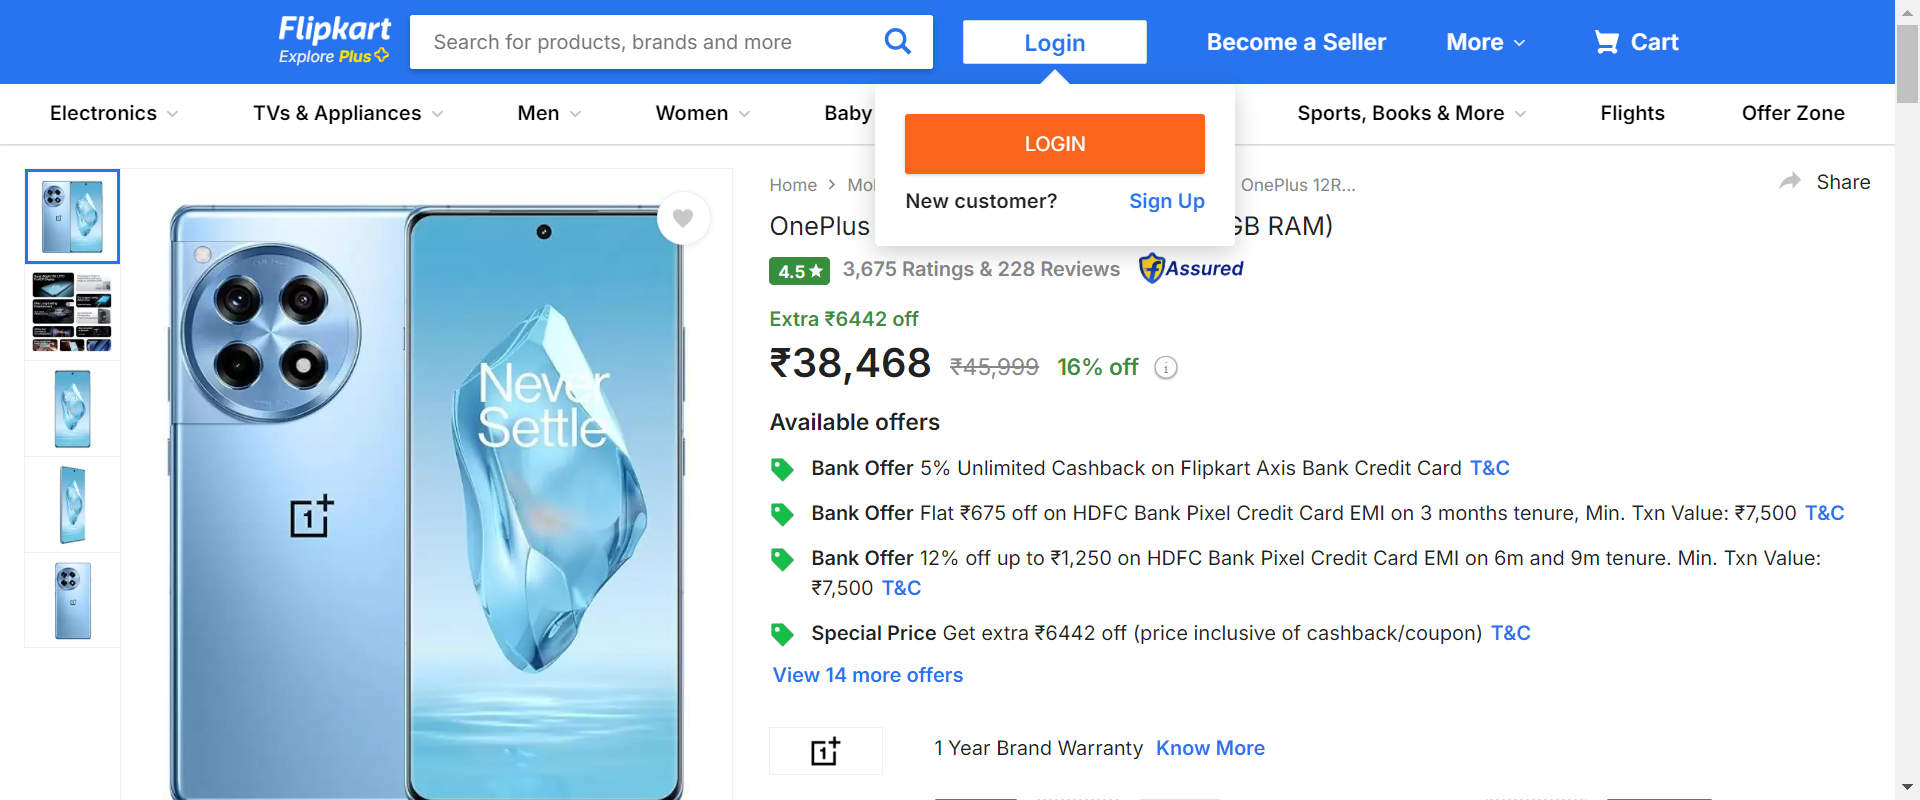 Flipkart
Explore Plus
Search for products, brands and more
Login
Become a Seller
More
Cart
Electronics
TVs & Appliances
Men
Women
Baby
Sports, Books & More
Flights
Offer Zone
LOGIN
New customer? Sign Up
Home
OnePlus 12R...
Share
OnePlus
GB RAM)
4.5
3,675 Ratings & 228 Reviews
Assured
Extra ₹6442 off
₹38,468 ₹45,999 16% off
Available offers
Bank Offer 5% Unlimited Cashback on Flipkart Axis Bank Credit Card T&C
Bank Offer Flat ₹675 off on HDFC Bank Pixel Credit Card EMI on 3 months tenure, Min. Txn Value: ₹7,500 T&C
Bank Offer 12% off up to ₹1,250 on HDFC Bank Pixel Credit Card EMI on 6m and 9m tenure. Min. Txn Value:
₹7,500 T&C
Special Price Get extra ₹6442 off (price inclusive of cashback/coupon) T&C
View 14 more offers
1 Year Brand Warranty Know More
Never
Settle